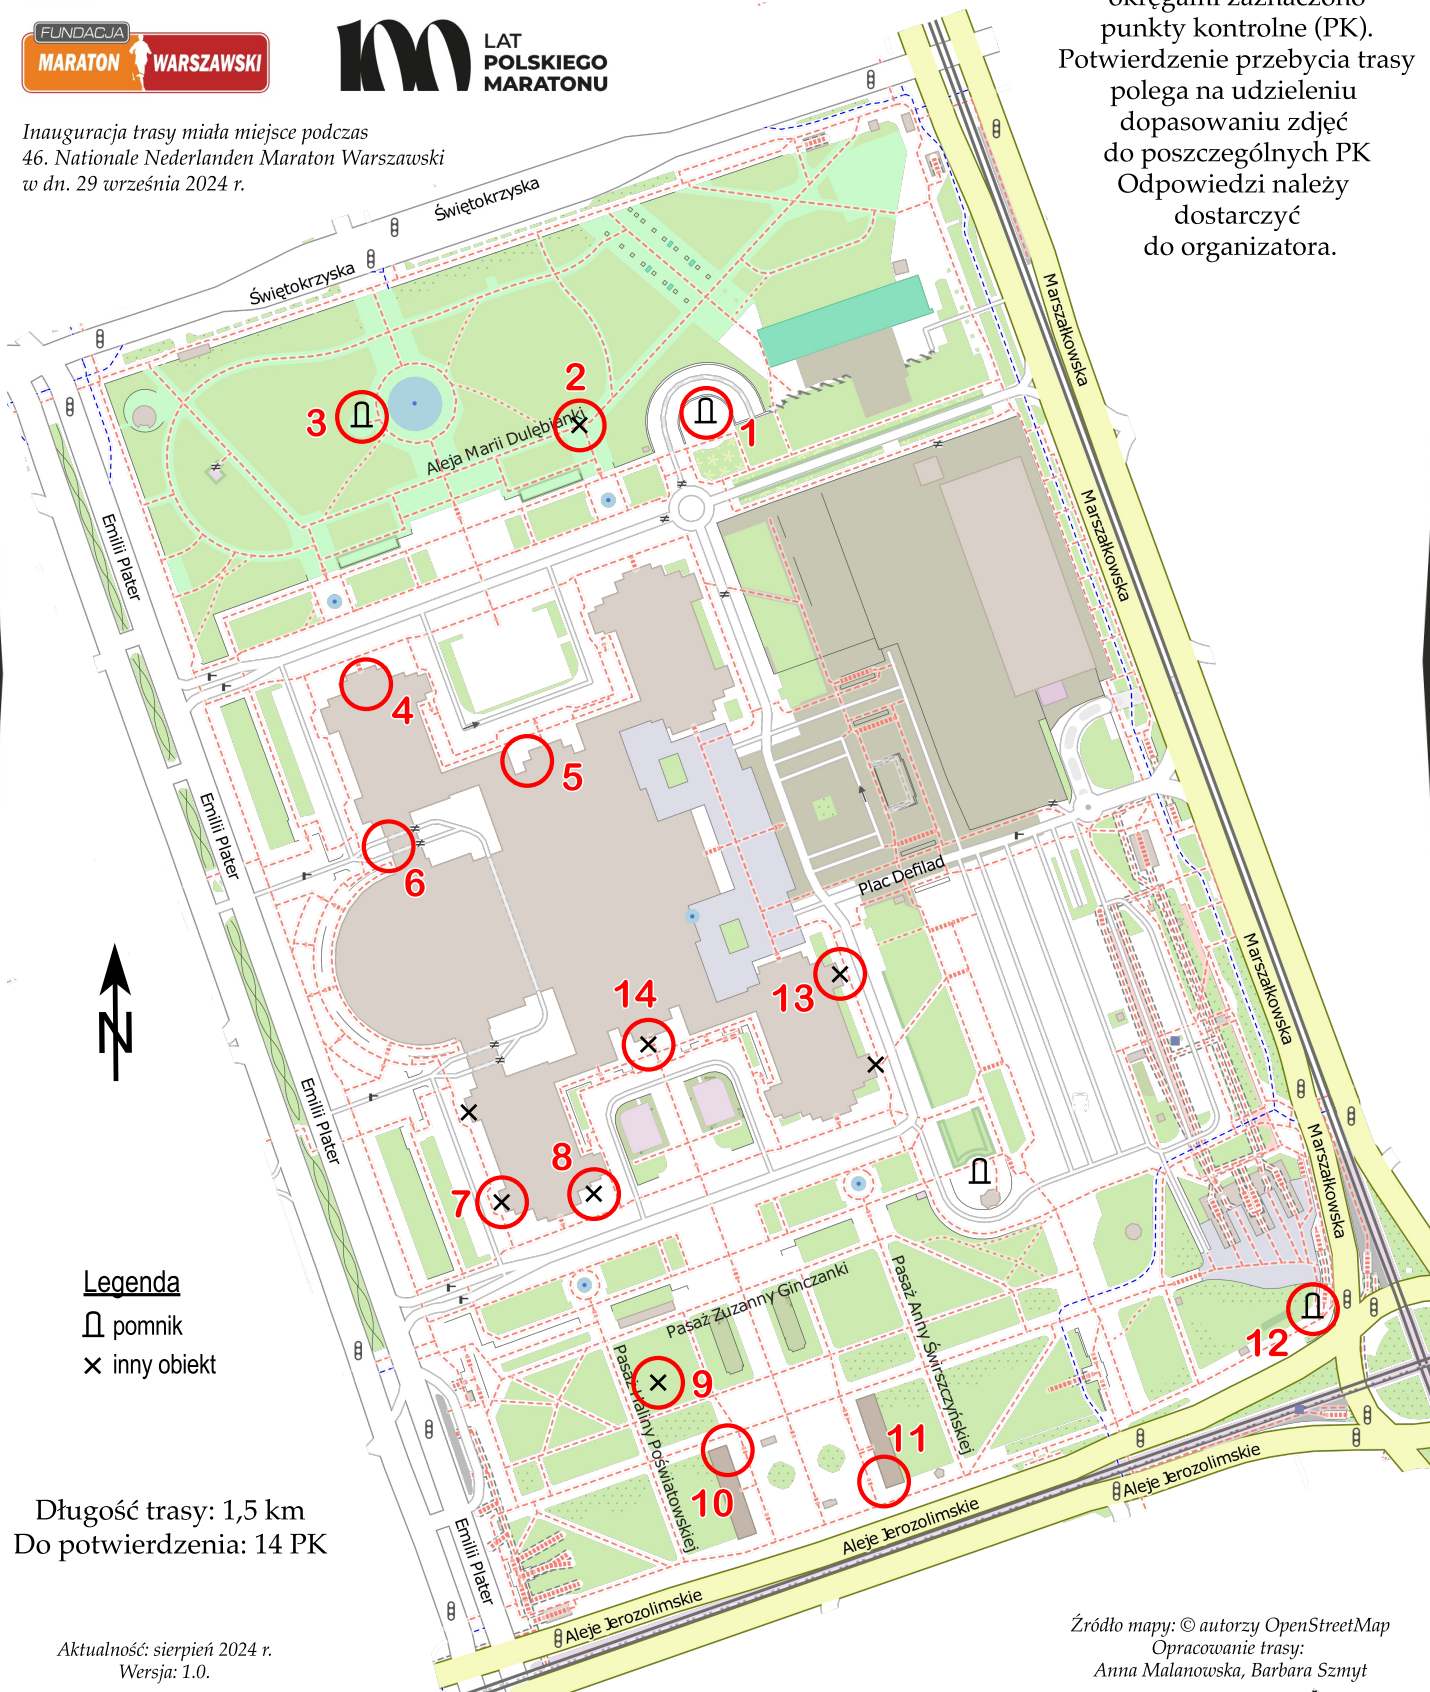 FUNDACJA
MARATON WARSZAWSKI
100 LAT
POLSKIEGO
MARATONU
Inauguracja trasy miała miejsce podczas
46. Nationale Nederlanden Maraton Warszawski
w dn. 29 września 2024 r.
okręgami zaznaczono
punkty kontrolne (PK).
Potwierdzenie przebycia trasy
polega na udzieleniu
dopasowaniu zdjęć
do poszczególnych PK
Odpowiedzi należy
dostarczyć
do organizatora.
Świętokrzyska
Świętokrzyska
Marszałkowska
2
3
1
Aleja Marii Dulębianki
Emilii Plater
Marszałkowska
4
5
Emilii Plater
6
Plac Defilad
Marszałkowska
13
14
N
Emilii Plater
8
7
Marszałkowska
Legenda
pomnik
inny obiekt
Pasaż Zuzanny Ginczanki
Pasaż Anny Świrszczyńskiej
12
Pasaż Haliny Poświatowskiej
9
11
10
Aleje Jerozolimskie
Aleje Jerozolimskie
Długość trasy: 1,5 km
Do potwierdzenia: 14 PK
Emilii Plater
Aleje Jerozolimskie
Aktualność: sierpień 2024 r.
Wersja: 1.0.
Źródło mapy: © autorzy OpenStreetMap
Opracowanie trasy:
Anna Malanowska, Barbara Szmyt